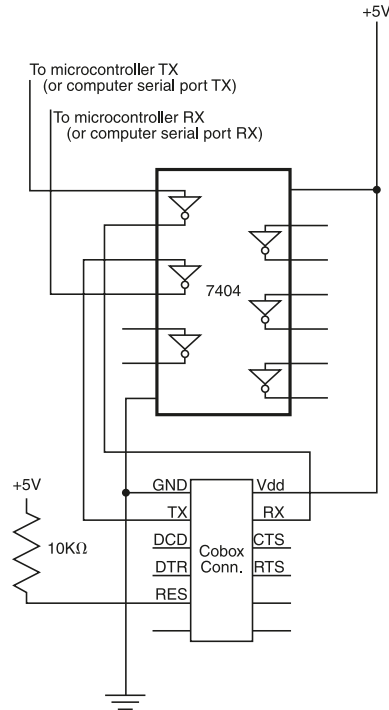 +5V
To microcontroller TX
(or computer serial port TX)
To microcontroller RX
(or computer serial port RX)
7404
+5V
10KΩ
GND
Vdd
TX
RX
DCD
CTS
DTR
RTS
RES
Cobox
Conn.